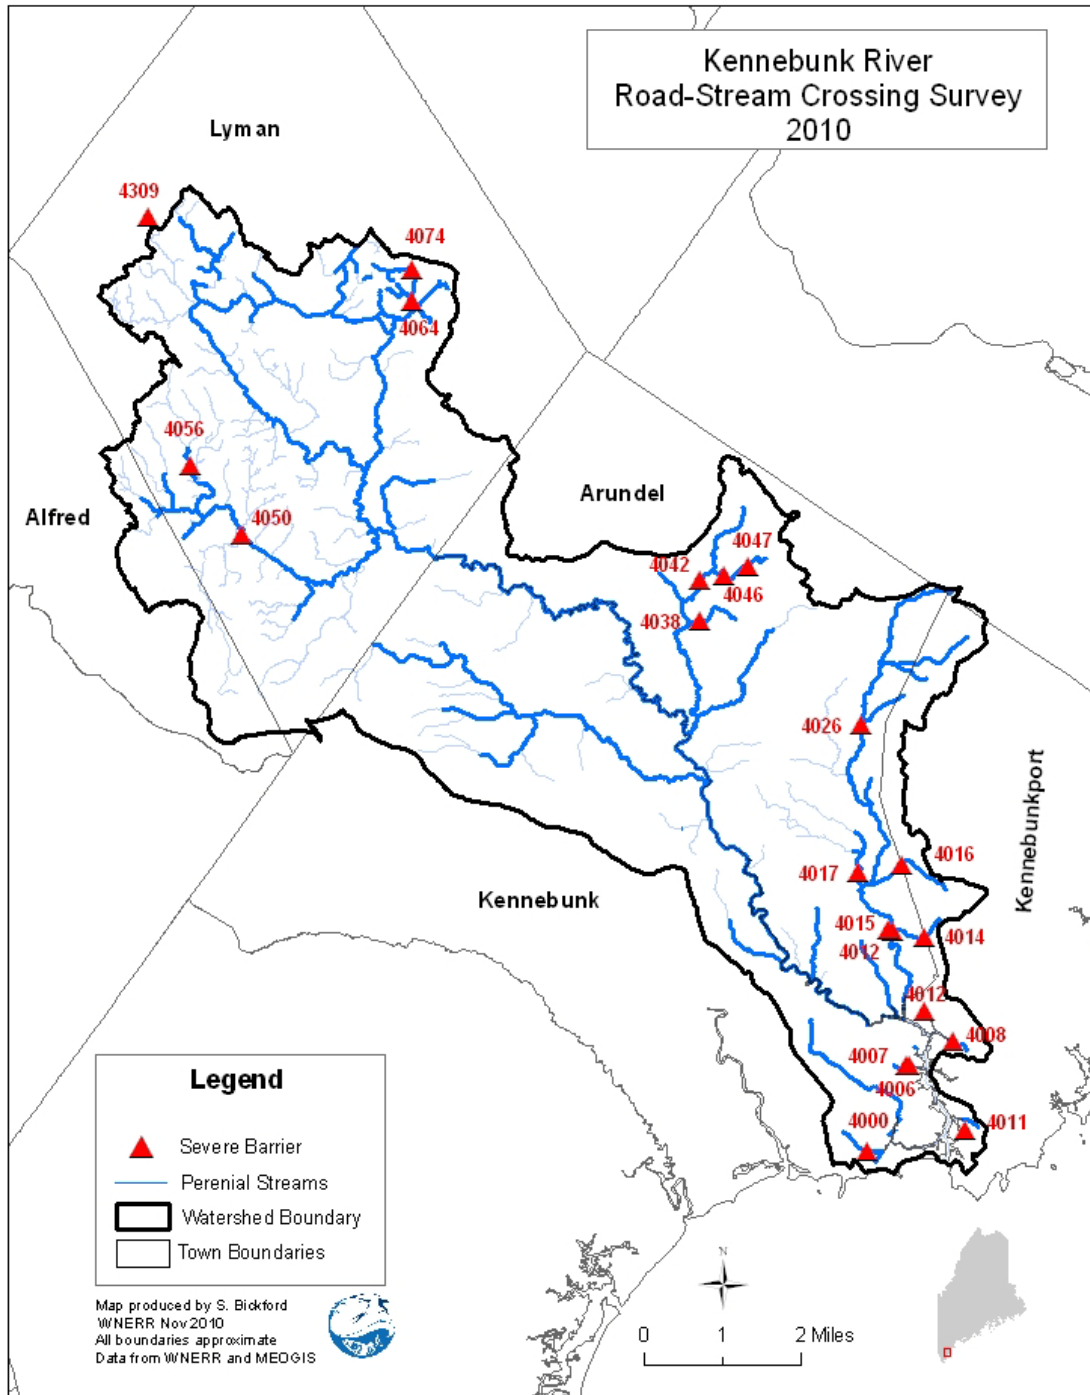 Kennebunk River
Road-Stream Crossing Survey
2010
Lyman
4309
4074
4064
4056
Alfred
4050
Arundel
4047
4042
4046
4038
4026
Kennebunkport
4016
4017
Kennebunk
4015
4014
4012
4012
4008
4007
4006
4000
4011
Legend
Severe Barrier
Perenial Streams
Watershed Boundary
Town Boundaries
Map produced by S. Bickford
WNERR Nov 2010
All boundaries approximate
Data from WNERR and MEOGIS
N
0 1 2 Miles